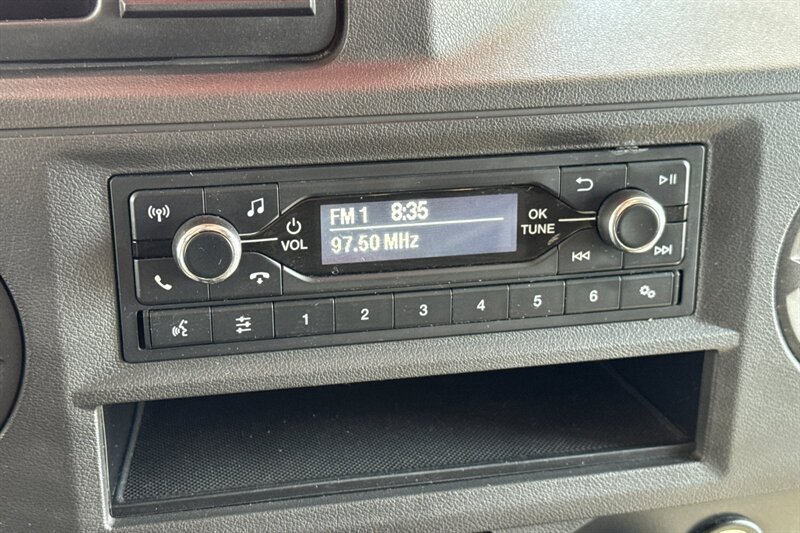 FM 1 8:35
97.50 MHz
VOL
OK
TUNE
1 2 3 4 5 6